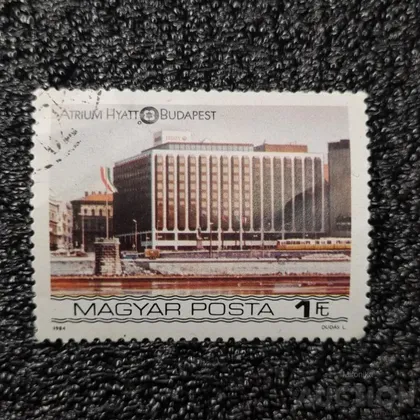 ATRIUM HYATT BUDAPEST
MAGYAR POSTA 1 Ft
1984 DUDÁS L.